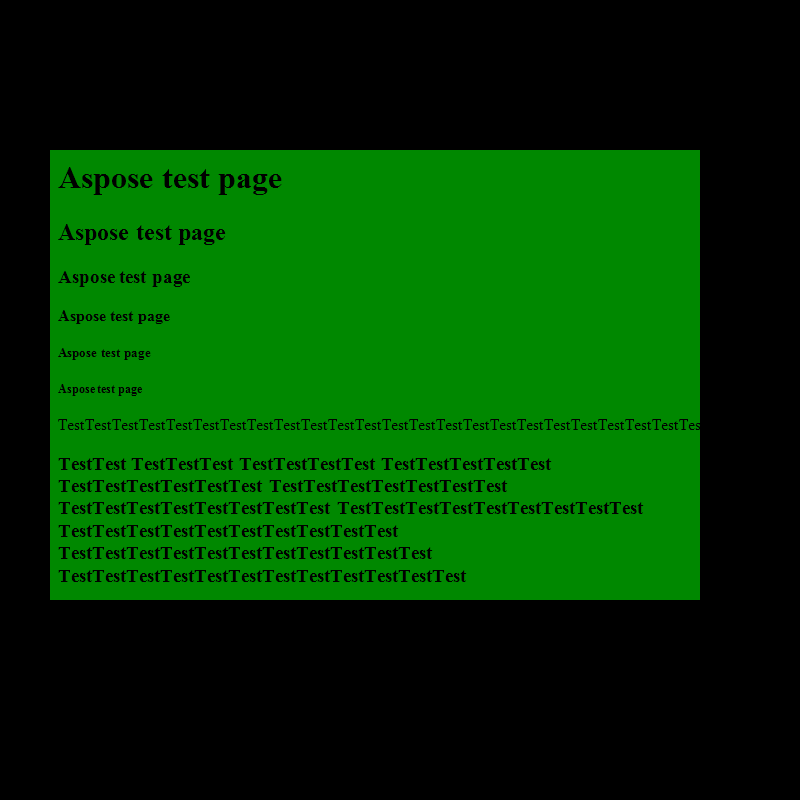 Aspose test page
Aspose test page
Aspose test page
Aspose test page
Aspose test page
Aspose test page
TestTestTestTestTestTestTestTestTestTestTestTestTestTestTestTestTestTestTestTestTestTestTestTes
TestTest TestTestTest TestTestTestTest TestTestTestTestTest
TestTestTestTestTestTest TestTestTestTestTestTestTest
TestTestTestTestTestTestTestTest TestTestTestTestTestTestTestTestTest
TestTestTestTestTestTestTestTestTestTest
TestTestTestTestTestTestTestTestTestTestTest
TestTestTestTestTestTestTestTestTestTestTestTest